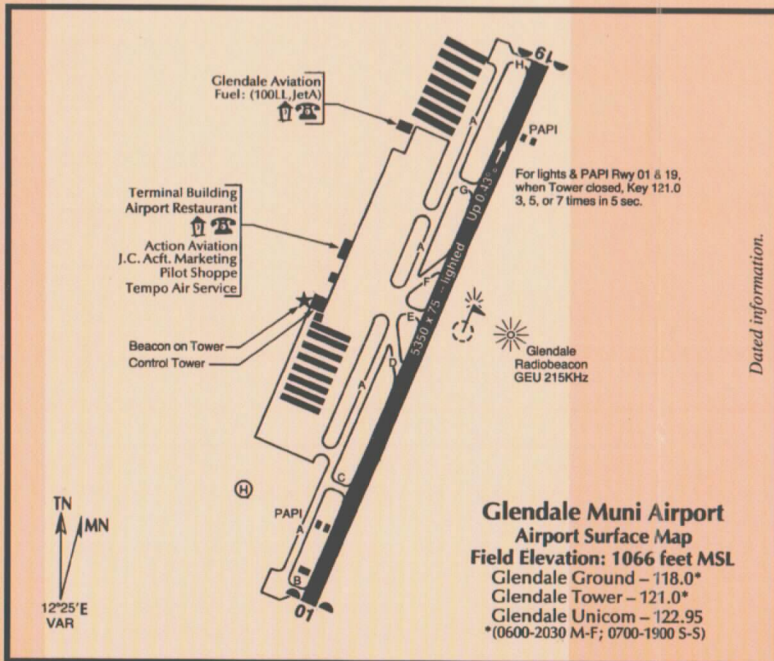 Glendale Aviation
Fuel: (100LL,JetA)
Terminal Building
Airport Restaurant
Action Aviation
J.C. Acft. Marketing
Pilot Shoppe
Tempo Air Service
Beacon on Tower
Control Tower
19
H
A
PAPI
For lights & PAPI Rwy 01 & 19,
when Tower closed, Key 121.0
3, 5, or 7 times in 5 sec.
G
A
F
E
D
A
5350 x 75 - lighted Up 0.43%
Glendale
Radiobeacon
GEU 215KHz
Dated information.
C
H
PAPI
A
B
01
TN
MN
12°25'E
VAR
Glendale Muni Airport
Airport Surface Map
Field Elevation: 1066 feet MSL
Glendale Ground – 118.0*
Glendale Tower – 121.0*
Glendale Unicom – 122.95
*(0600-2030 M-F; 0700-1900 S-S)